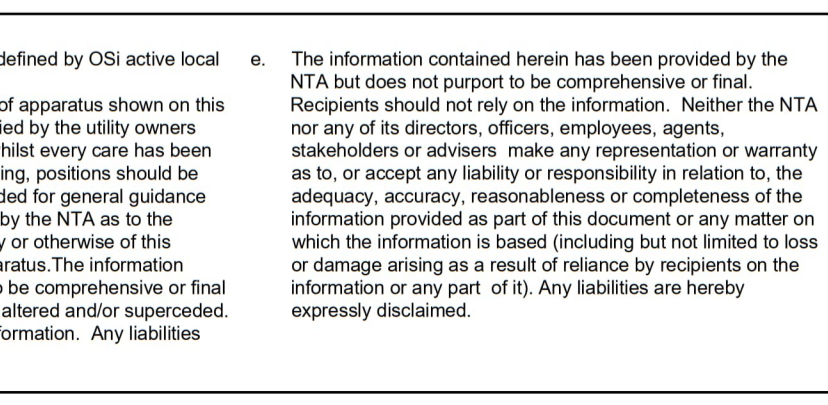 defined by OSi active local
of apparatus shown on this
by the utility owners
every care has been
positions should be
for general guidance
by the NTA as to the
or otherwise of this
The information
be comprehensive or final
altered and/or superceded.
Any liabilities
e. The information contained herein has been provided by the
NTA but does not purport to be comprehensive or final.
Recipients should not rely on the information. Neither the NTA
nor any of its directors, officers, employees, agents,
stakeholders or advisers make any representation or warranty
as to, or accept any liability or responsibility in relation to, the
adequacy, accuracy, reasonableness or completeness of the
information provided as part of this document or any matter on
which the information is based (including but not limited to loss
or damage arising as a result of reliance by recipients on the
information or any part of it). Any liabilities are hereby
expressly disclaimed.